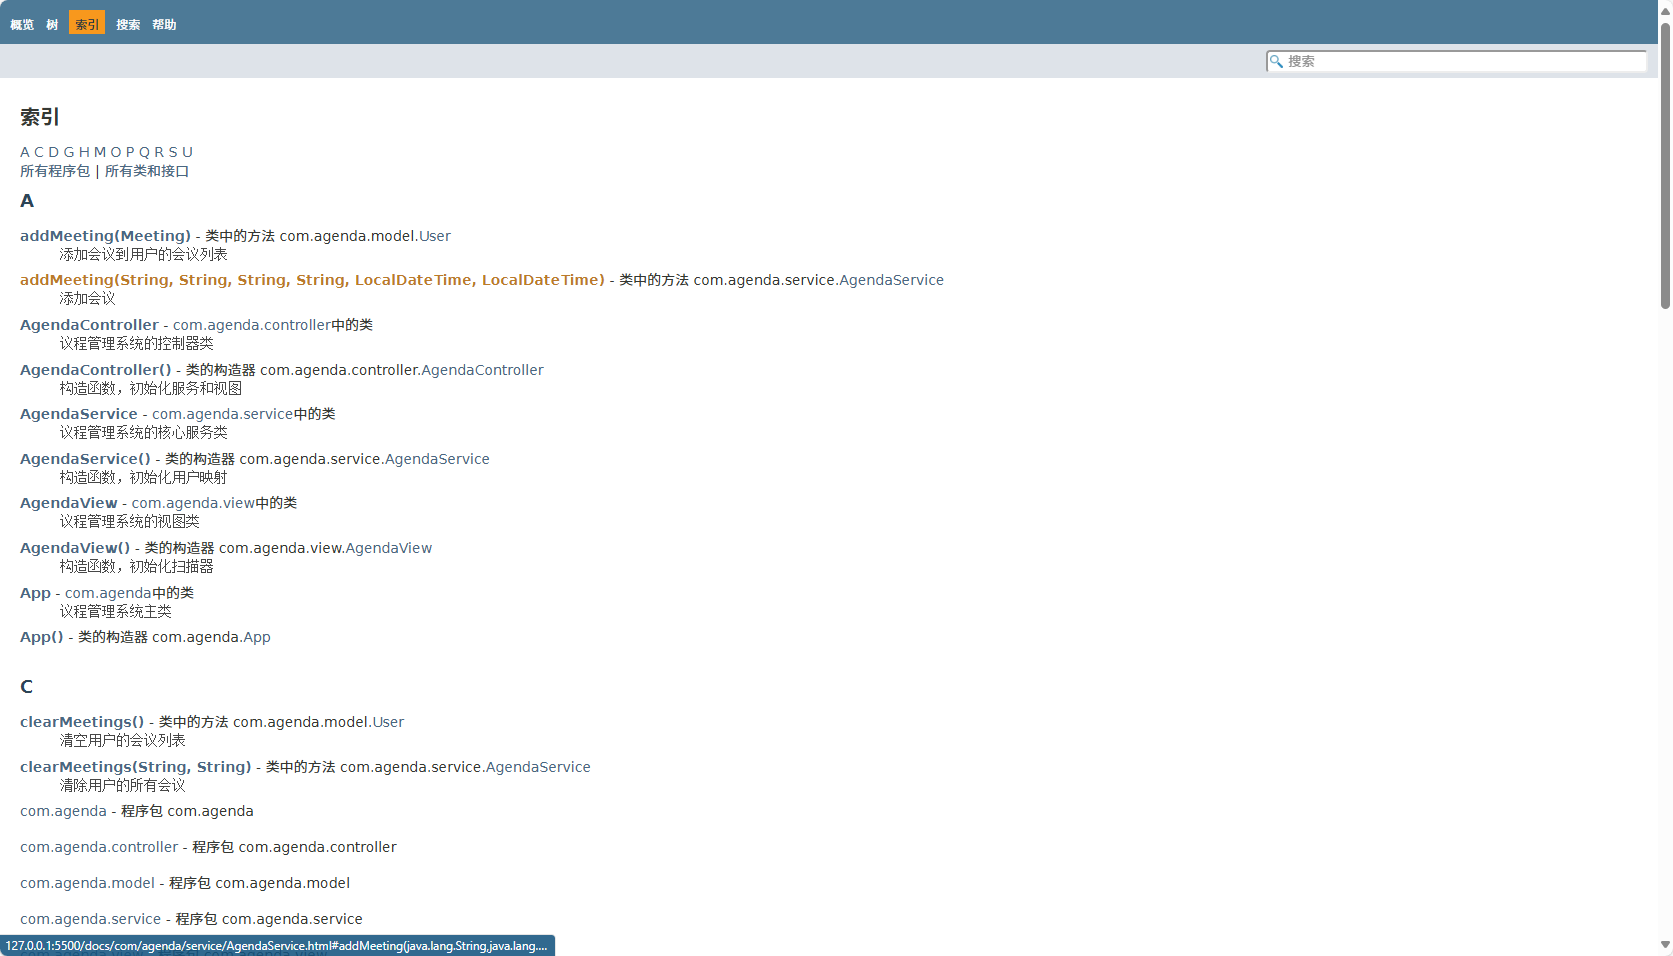 概览 树 索引 搜索 帮助
搜索
索引
A C D G H M O P Q R S U
所有程序包 | 所有类和接口
A
addMeeting(Meeting) - 类中的方法 com.agenda.model.User
添加会议到用户的会议列表
addMeeting(String, String, String, String, LocalDateTime, LocalDateTime) - 类中的方法 com.agenda.service.AgendaService
添加会议
AgendaController - com.agenda.controller中的类
议程管理系统的控制器类
AgendaController() - 类的构造器 com.agenda.controller.AgendaController
构造函数，初始化服务和视图
AgendaService - com.agenda.service中的类
议程管理系统的核心服务类
AgendaService() - 类的构造器 com.agenda.service.AgendaService
构造函数，初始化用户映射
AgendaView - com.agenda.view中的类
议程管理系统的视图类
AgendaView() - 类的构造器 com.agenda.view.AgendaView
构造函数，初始化扫描器
App - com.agenda中的类
议程管理系统主类
App() - 类的构造器 com.agenda.App
C
clearMeetings() - 类中的方法 com.agenda.model.User
清空用户的会议列表
clearMeetings(String, String) - 类中的方法 com.agenda.service.AgendaService
清除用户的所有会议
com.agenda - 程序包 com.agenda
com.agenda.controller - 程序包 com.agenda.controller
com.agenda.model - 程序包 com.agenda.model
com.agenda.service - 程序包 com.agenda.service
127.0.0.1:5500/docs/com/agenda/service/AgendaService.html#addMeeting(java.lang.String,java.lang....